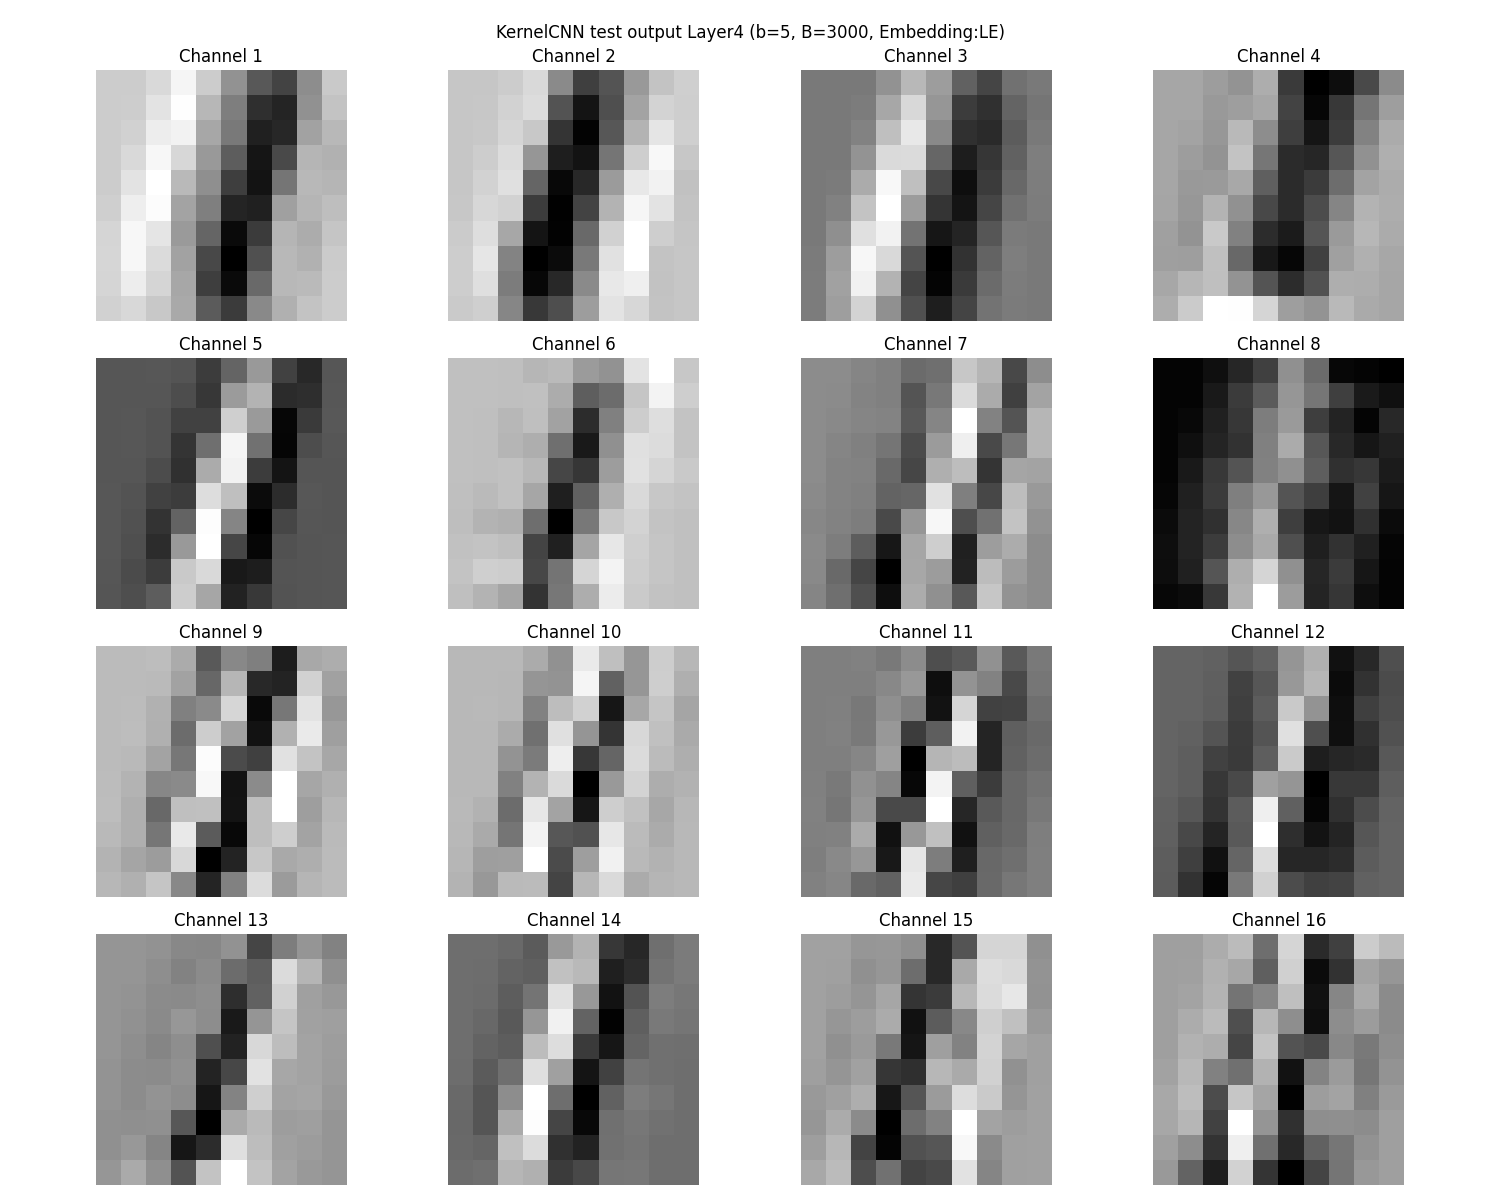 KernelCNN test output Layer4 (b=5, B=3000, Embedding:LE)
Channel 1
Channel 2
Channel 3
Channel 4
Channel 5
Channel 6
Channel 7
Channel 8
Channel 9
Channel 10
Channel 11
Channel 12
Channel 13
Channel 14
Channel 15
Channel 16